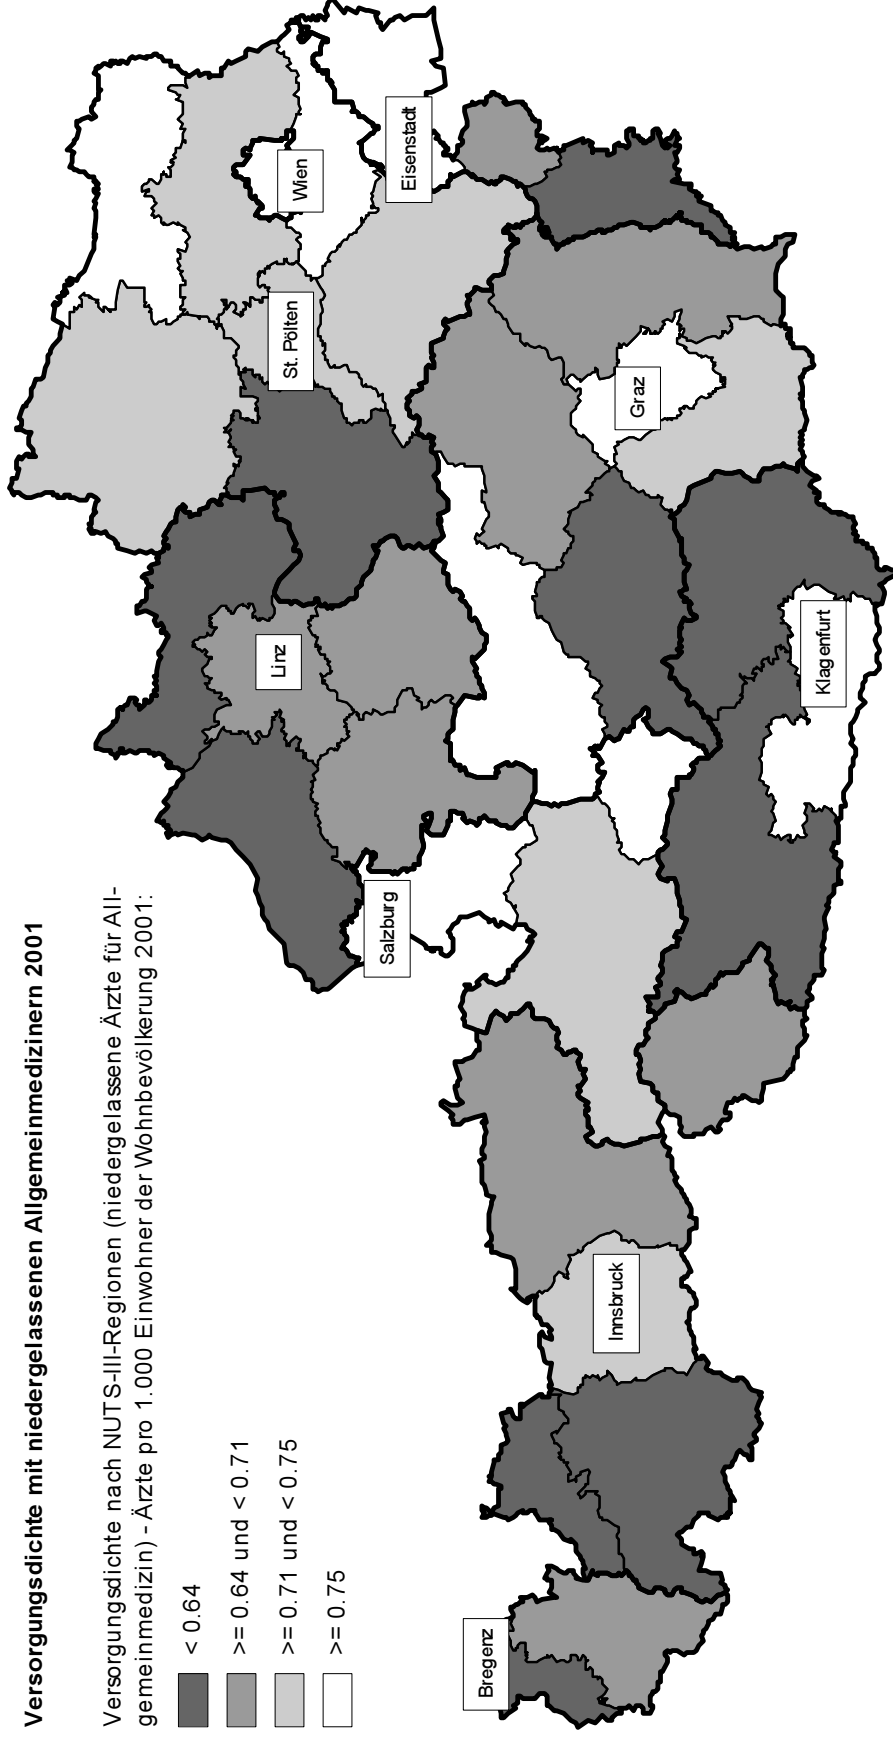 Versorgungsdichte mit niedergelassenen Allgemeinmedizinern 2001
Versorgungsdichte nach NUTS-III-Regionen (niedergelassene Ärzte für All-
gemeinmedizin) - Ärzte pro 1.000 Einwohner der Wohnbevölkerung 2001:
< 0.64
>= 0.64 und < 0.71
>= 0.71 und < 0.75
>= 0.75
Bregenz
Innsbruck
Salzburg
Linz
Klagenfurt
St. Pölten
Graz
Wien
Eisenstadt